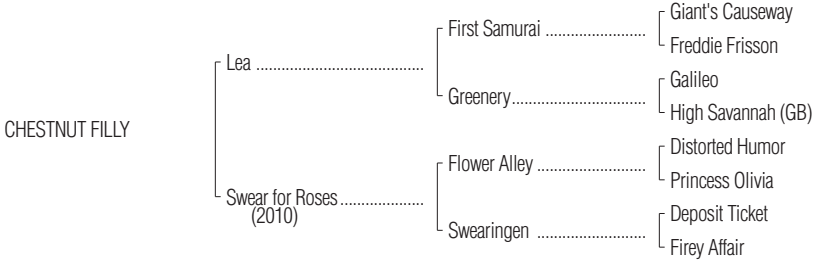 Giant's Causeway
First Samurai ........................
Freddie Frisson
Lea ........................................
Galileo
Greenery................................
High Savannah (GB)
CHESTNUT FILLY
Distorted Humor
Flower Alley ..........................
Princess Olivia
Swear for Roses ....................
(2010)
Deposit Ticket
Swearingen ..........................
Firey Affair